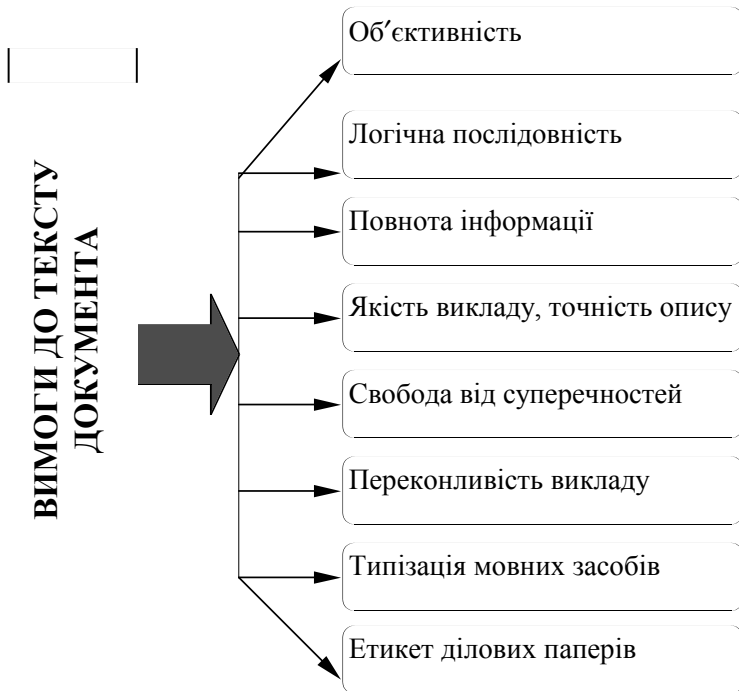 ВИМОГИ ДО ТЕКСТУ
ДОКУМЕНТА
Об′єктивність
Логічна послідовність
Повнота інформації
Якість викладу, точність опису
Свобода від суперечностей
Переконливість викладу
Типізація мовних засобів
Етикет ділових паперів